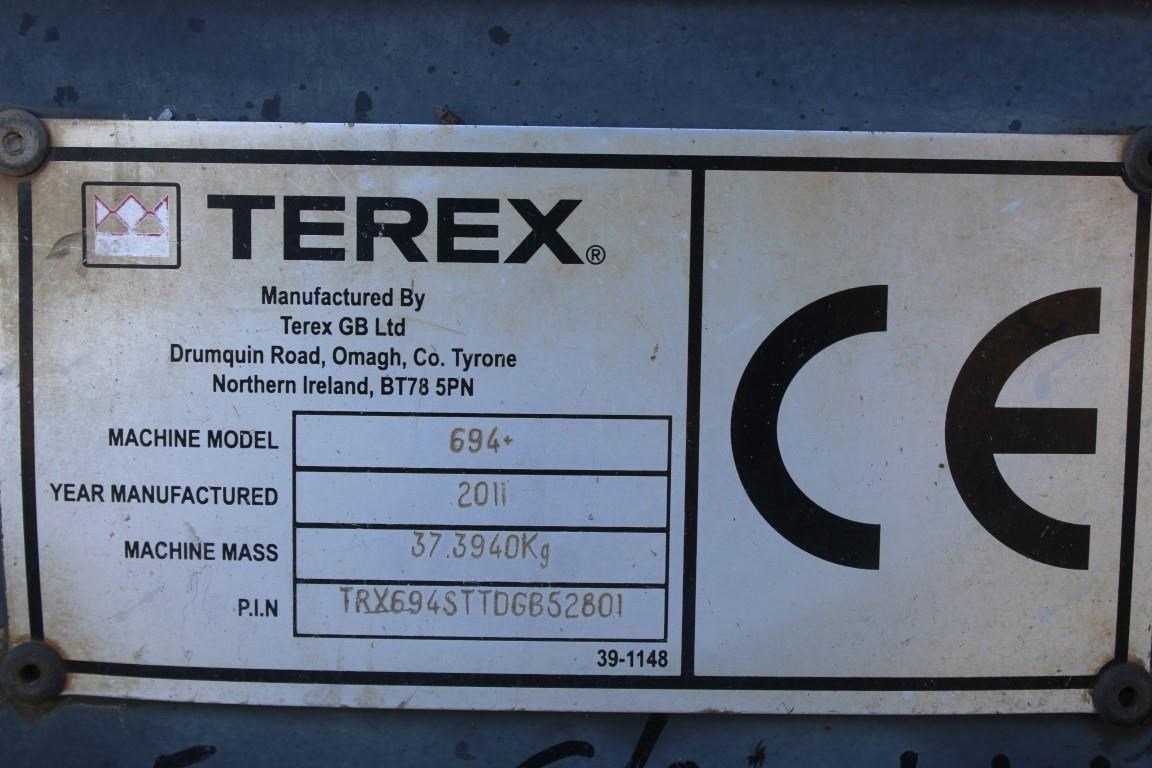 TEREX®
Manufactured By
Terex GB Ltd
Drumquin Road, Omagh, Co. Tyrone
Northern Ireland, BT78 5PN
MACHINE MODEL 694+
YEAR MANUFACTURED 2011
MACHINE MASS 37.3940Kg
P.I.N TRX694STTDGB52801
39-1148
CE